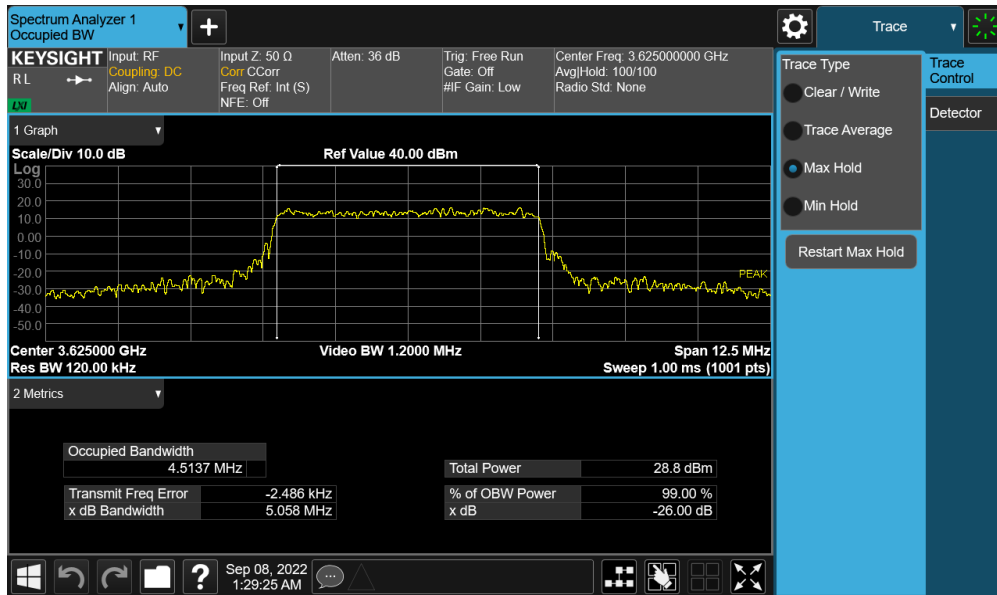 Spectrum Analyzer 1
Occupied BW
+
Trace
KEYSIGHT Input: RF Input Z: 50 Ω Atten: 36 dB Trig: Free Run Center Freq: 3.625000000 GHz
R L Coupling: DC Corr CCorr Gate: Off Avg|Hold: 100/100
Align: Auto Freq Ref: Int (S) #IF Gain: Low Radio Std: None
LXI NFE: Off
Trace Type
Clear / Write
Trace Average
Max Hold
Min Hold
Restart Max Hold
Trace
Control
Detector
1 Graph
Scale/Div 10.0 dB Ref Value 40.00 dBm
Log
30.0
20.0
10.0
0.00
-10.0
-20.0
PEAK
-30.0
-40.0
-50.0
Center 3.625000 GHz Video BW 1.2000 MHz Span 12.5 MHz
Res BW 120.00 kHz Sweep 1.00 ms (1001 pts)
2 Metrics
Occupied Bandwidth
4.5137 MHz Total Power 28.8 dBm
Transmit Freq Error -2.486 kHz % of OBW Power 99.00 %
x dB Bandwidth 5.058 MHz x dB -26.00 dB
? Sep 08, 2022
1:29:25 AM